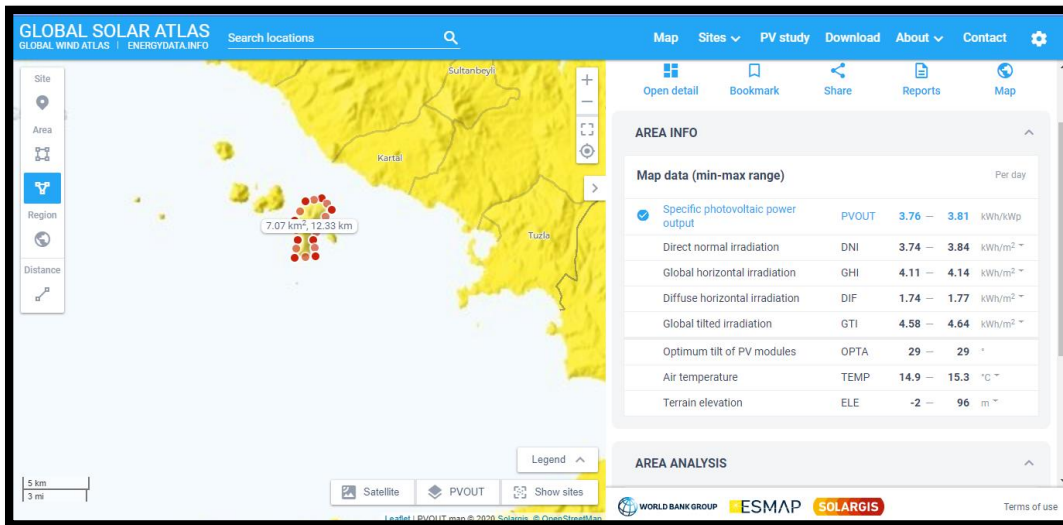 GLOBAL SOLAR ATLAS
GLOBAL WIND ATLAS | ENERGYDATA.INFO
Search locations
Map Sites PV study Download About Contact
Site
Area
Region
Distance
Sultanbeyli
Kartal
Tuzla
7.07 km², 12.33 km
+
−
5 km
3 mi
Legend
Satellite PVOUT Show sites
Leaflet | PVOUT map © 2020 Solargis, © OpenStreetMap
Open detail Bookmark Share Reports Map
AREA INFO
Map data (min-max range) Per day
Specific photovoltaic power output PVOUT 3.76 — 3.81 kWh/kWp
Direct normal irradiation DNI 3.74 — 3.84 kWh/m²
Global horizontal irradiation GHI 4.11 — 4.14 kWh/m²
Diffuse horizontal irradiation DIF 1.74 — 1.77 kWh/m²
Global tilted irradiation GTI 4.58 — 4.64 kWh/m²
Optimum tilt of PV modules OPTA 29 — 29 °
Air temperature TEMP 14.9 — 15.3 °C
Terrain elevation ELE -2 — 96 m
AREA ANALYSIS
WORLD BANK GROUP ESMAP SOLARGIS Terms of use